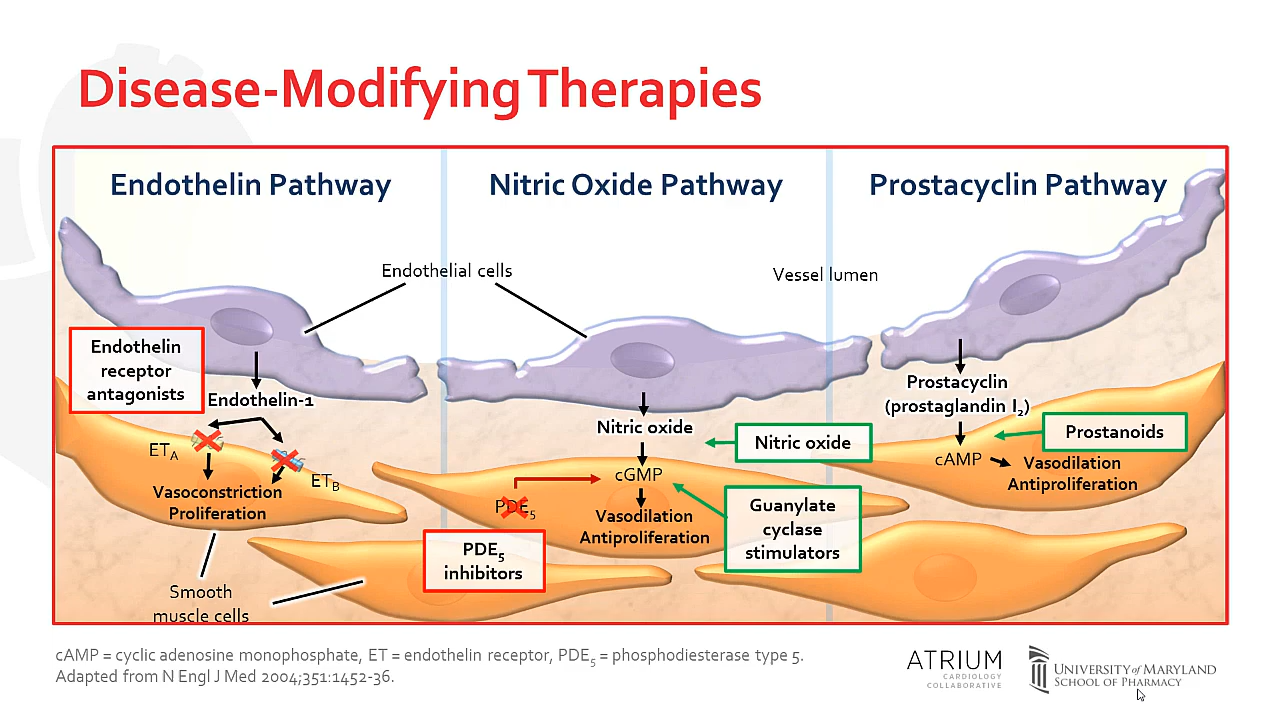 Disease-Modifying Therapies
Endothelin Pathway
Nitric Oxide Pathway
Prostacyclin Pathway
Endothelial cells
Vessel lumen
Endothelin
receptor
antagonists
Endothelin-1
ETA
ETB
Vasoconstriction
Proliferation
Smooth
muscle cells
Nitric oxide
Nitric oxide
cGMP
PDE5
Vasodilation
Antiproliferation
PDE5
inhibitors
Guanylate
cyclase
stimulators
Prostacyclin
(prostaglandin I2)
Prostanoids
cAMP
Vasodilation
Antiproliferation
cAMP = cyclic adenosine monophosphate, ET = endothelin receptor, PDE5 = phosphodiesterase type 5.
Adapted from N Engl J Med 2004;351:1452-36.
ATRIUM
CARDIOLOGY
COLLABORATIVE
UNIVERSITY of MARYLAND
SCHOOL OF PHARMACY